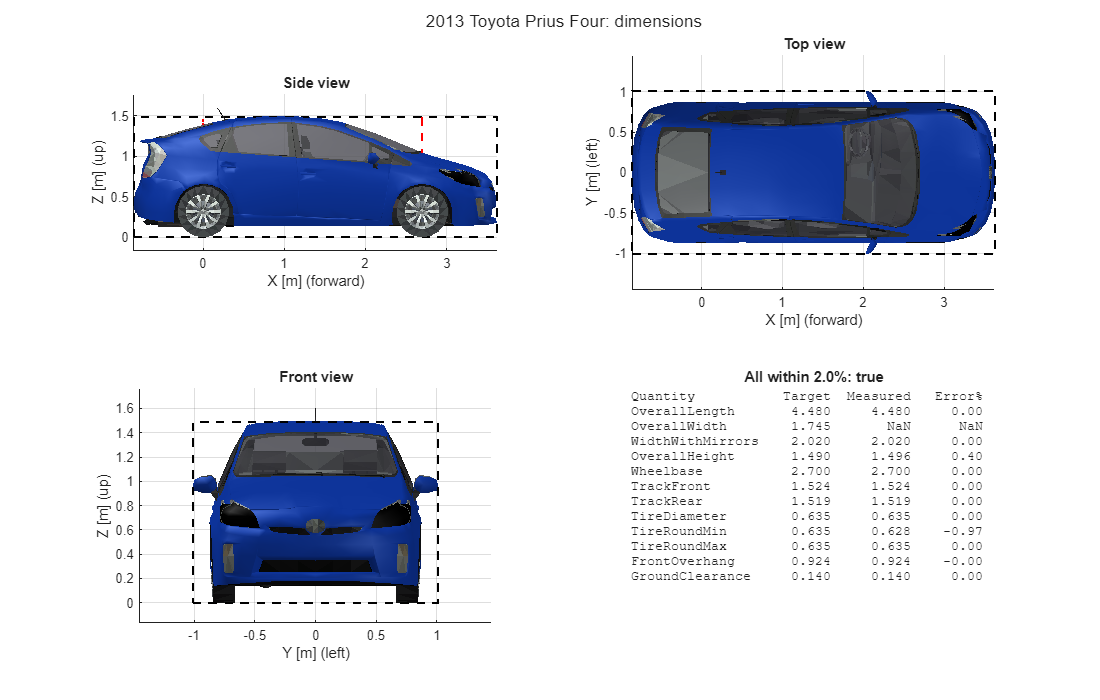 2013 Toyota Prius Four: dimensions
Side view
1.5
1
0.5
0
Z [m] (up)
0 1 2 3
X [m] (forward)
Top view
1
0.5
0
-0.5
-1
Y [m] (left)
0 1 2 3
X [m] (forward)
Front view
1.6
1.4
1.2
1
0.8
0.6
0.4
0.2
0
Z [m] (up)
-1 -0.5 0 0.5 1
Y [m] (left)
All within 2.0%: true
Quantity Target Measured Error%
OverallLength 4.480 4.480 0.00
OverallWidth 1.745 NaN NaN
WidthWithMirrors 2.020 2.020 0.00
OverallHeight 1.490 1.496 0.40
Wheelbase 2.700 2.700 0.00
TrackFront 1.524 1.524 0.00
TrackRear 1.519 1.519 0.00
TireDiameter 0.635 0.635 0.00
TireRoundMin 0.635 0.628 -0.97
TireRoundMax 0.635 0.635 0.00
FrontOverhang 0.924 0.924 -0.00
GroundClearance 0.140 0.140 0.00